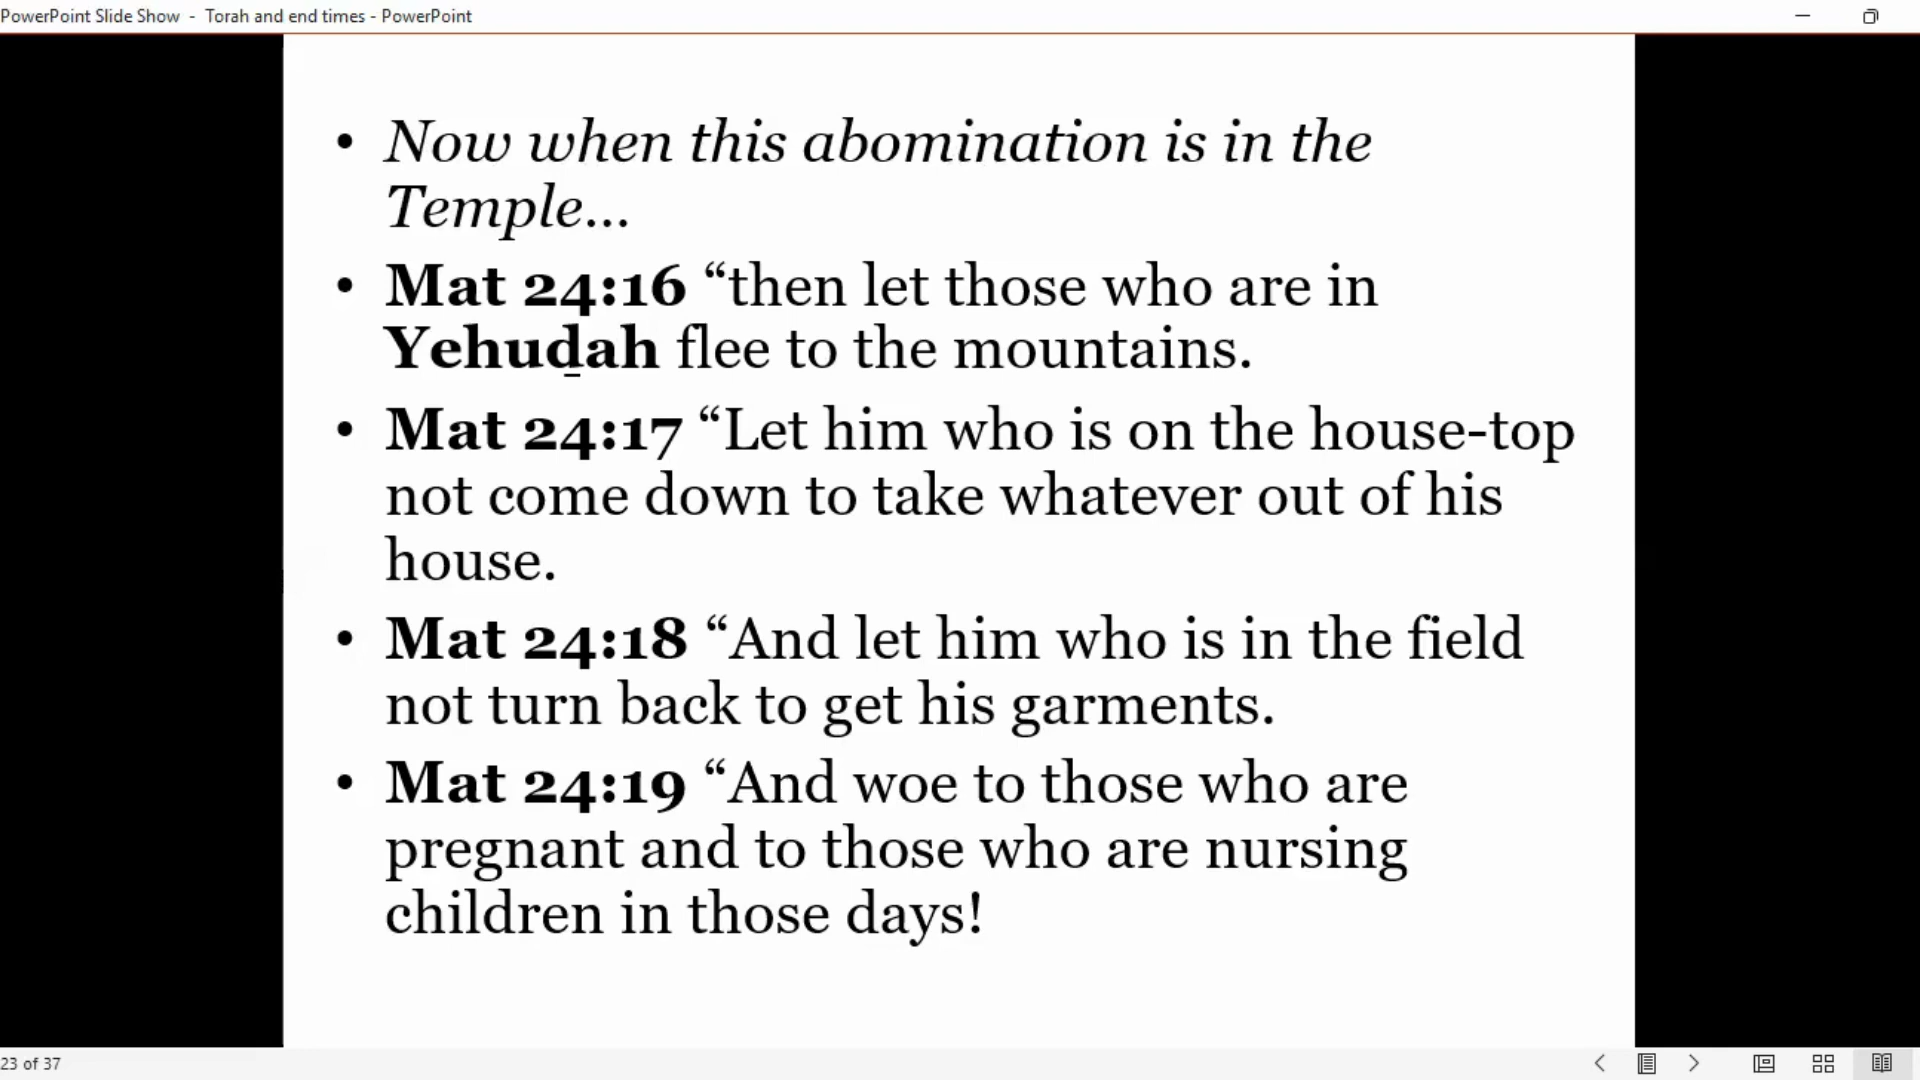 PowerPoint Slide Show - Torah and end times - PowerPoint
• Now when this abomination is in the
Temple...
• Mat 24:16 “then let those who are in
Yehuḏah flee to the mountains.
• Mat 24:17 “Let him who is on the house-top
not come down to take whatever out of his
house.
• Mat 24:18 “And let him who is in the field
not turn back to get his garments.
• Mat 24:19 “And woe to those who are
pregnant and to those who are nursing
children in those days!
23 of 37